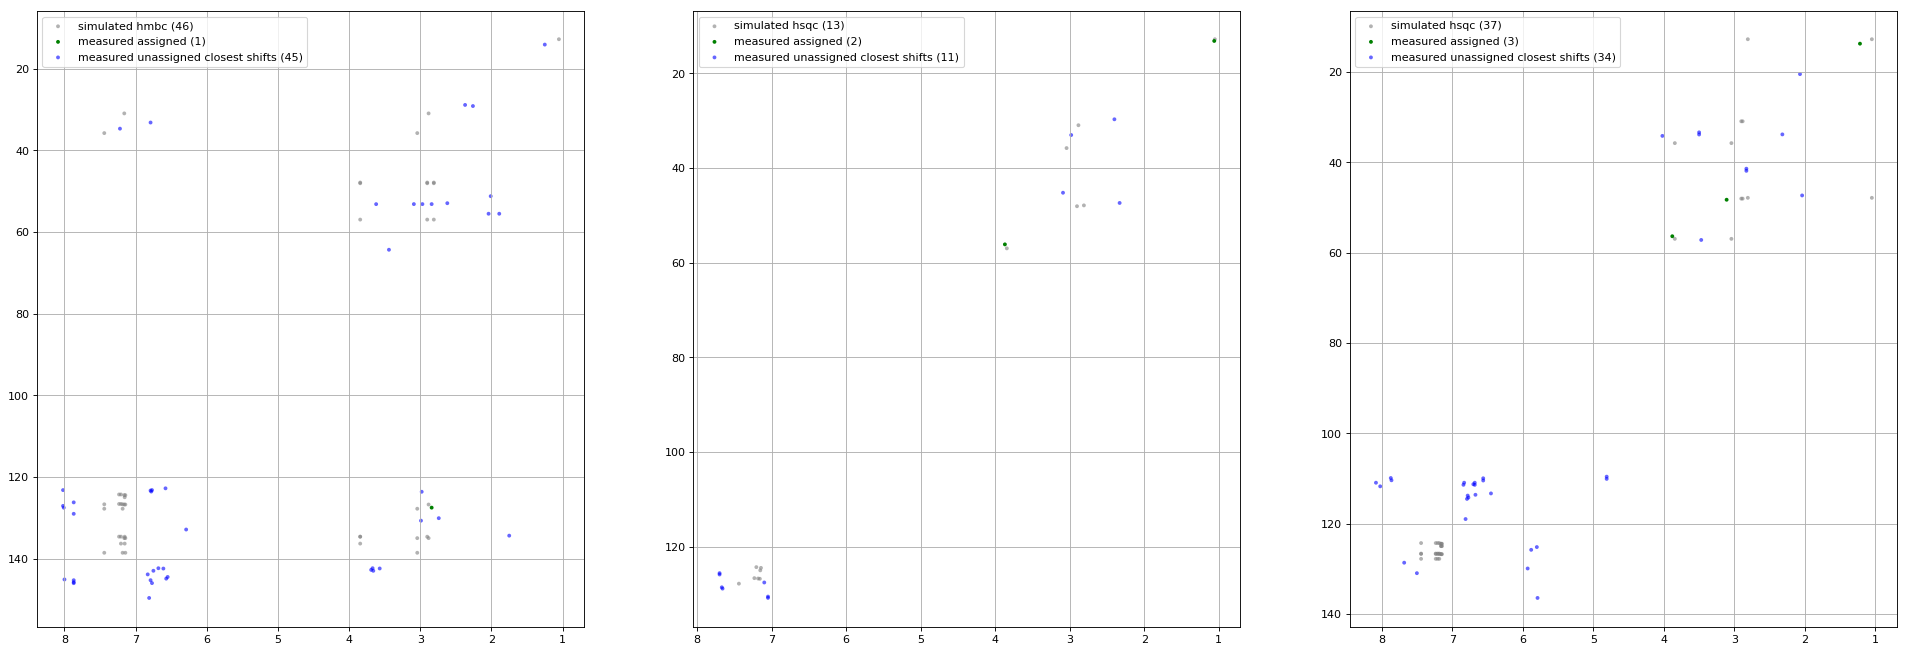 simulated hmbc (46)
measured assigned (1)
measured unassigned closest shifts (45)
20
40
60
80
100
120
140
8 7 6 5 4 3 2 1
simulated hsqc (13)
measured assigned (2)
measured unassigned closest shifts (11)
20
40
60
80
100
120
8 7 6 5 4 3 2 1
simulated hsqc (37)
measured assigned (3)
measured unassigned closest shifts (34)
20
40
60
80
100
120
140
8 7 6 5 4 3 2 1